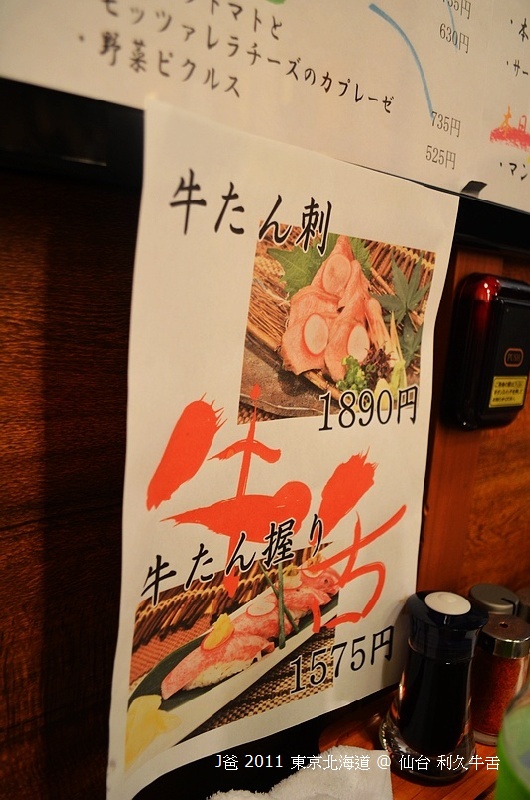 トマトと
モッツァレラチーズのカプレーゼ
735円
・野菜ピクルス
525円
630円
牛たん刺
1890円
牛たん握り
1575円
J爸 2011 東京北海道 @ 仙台 利久牛舌